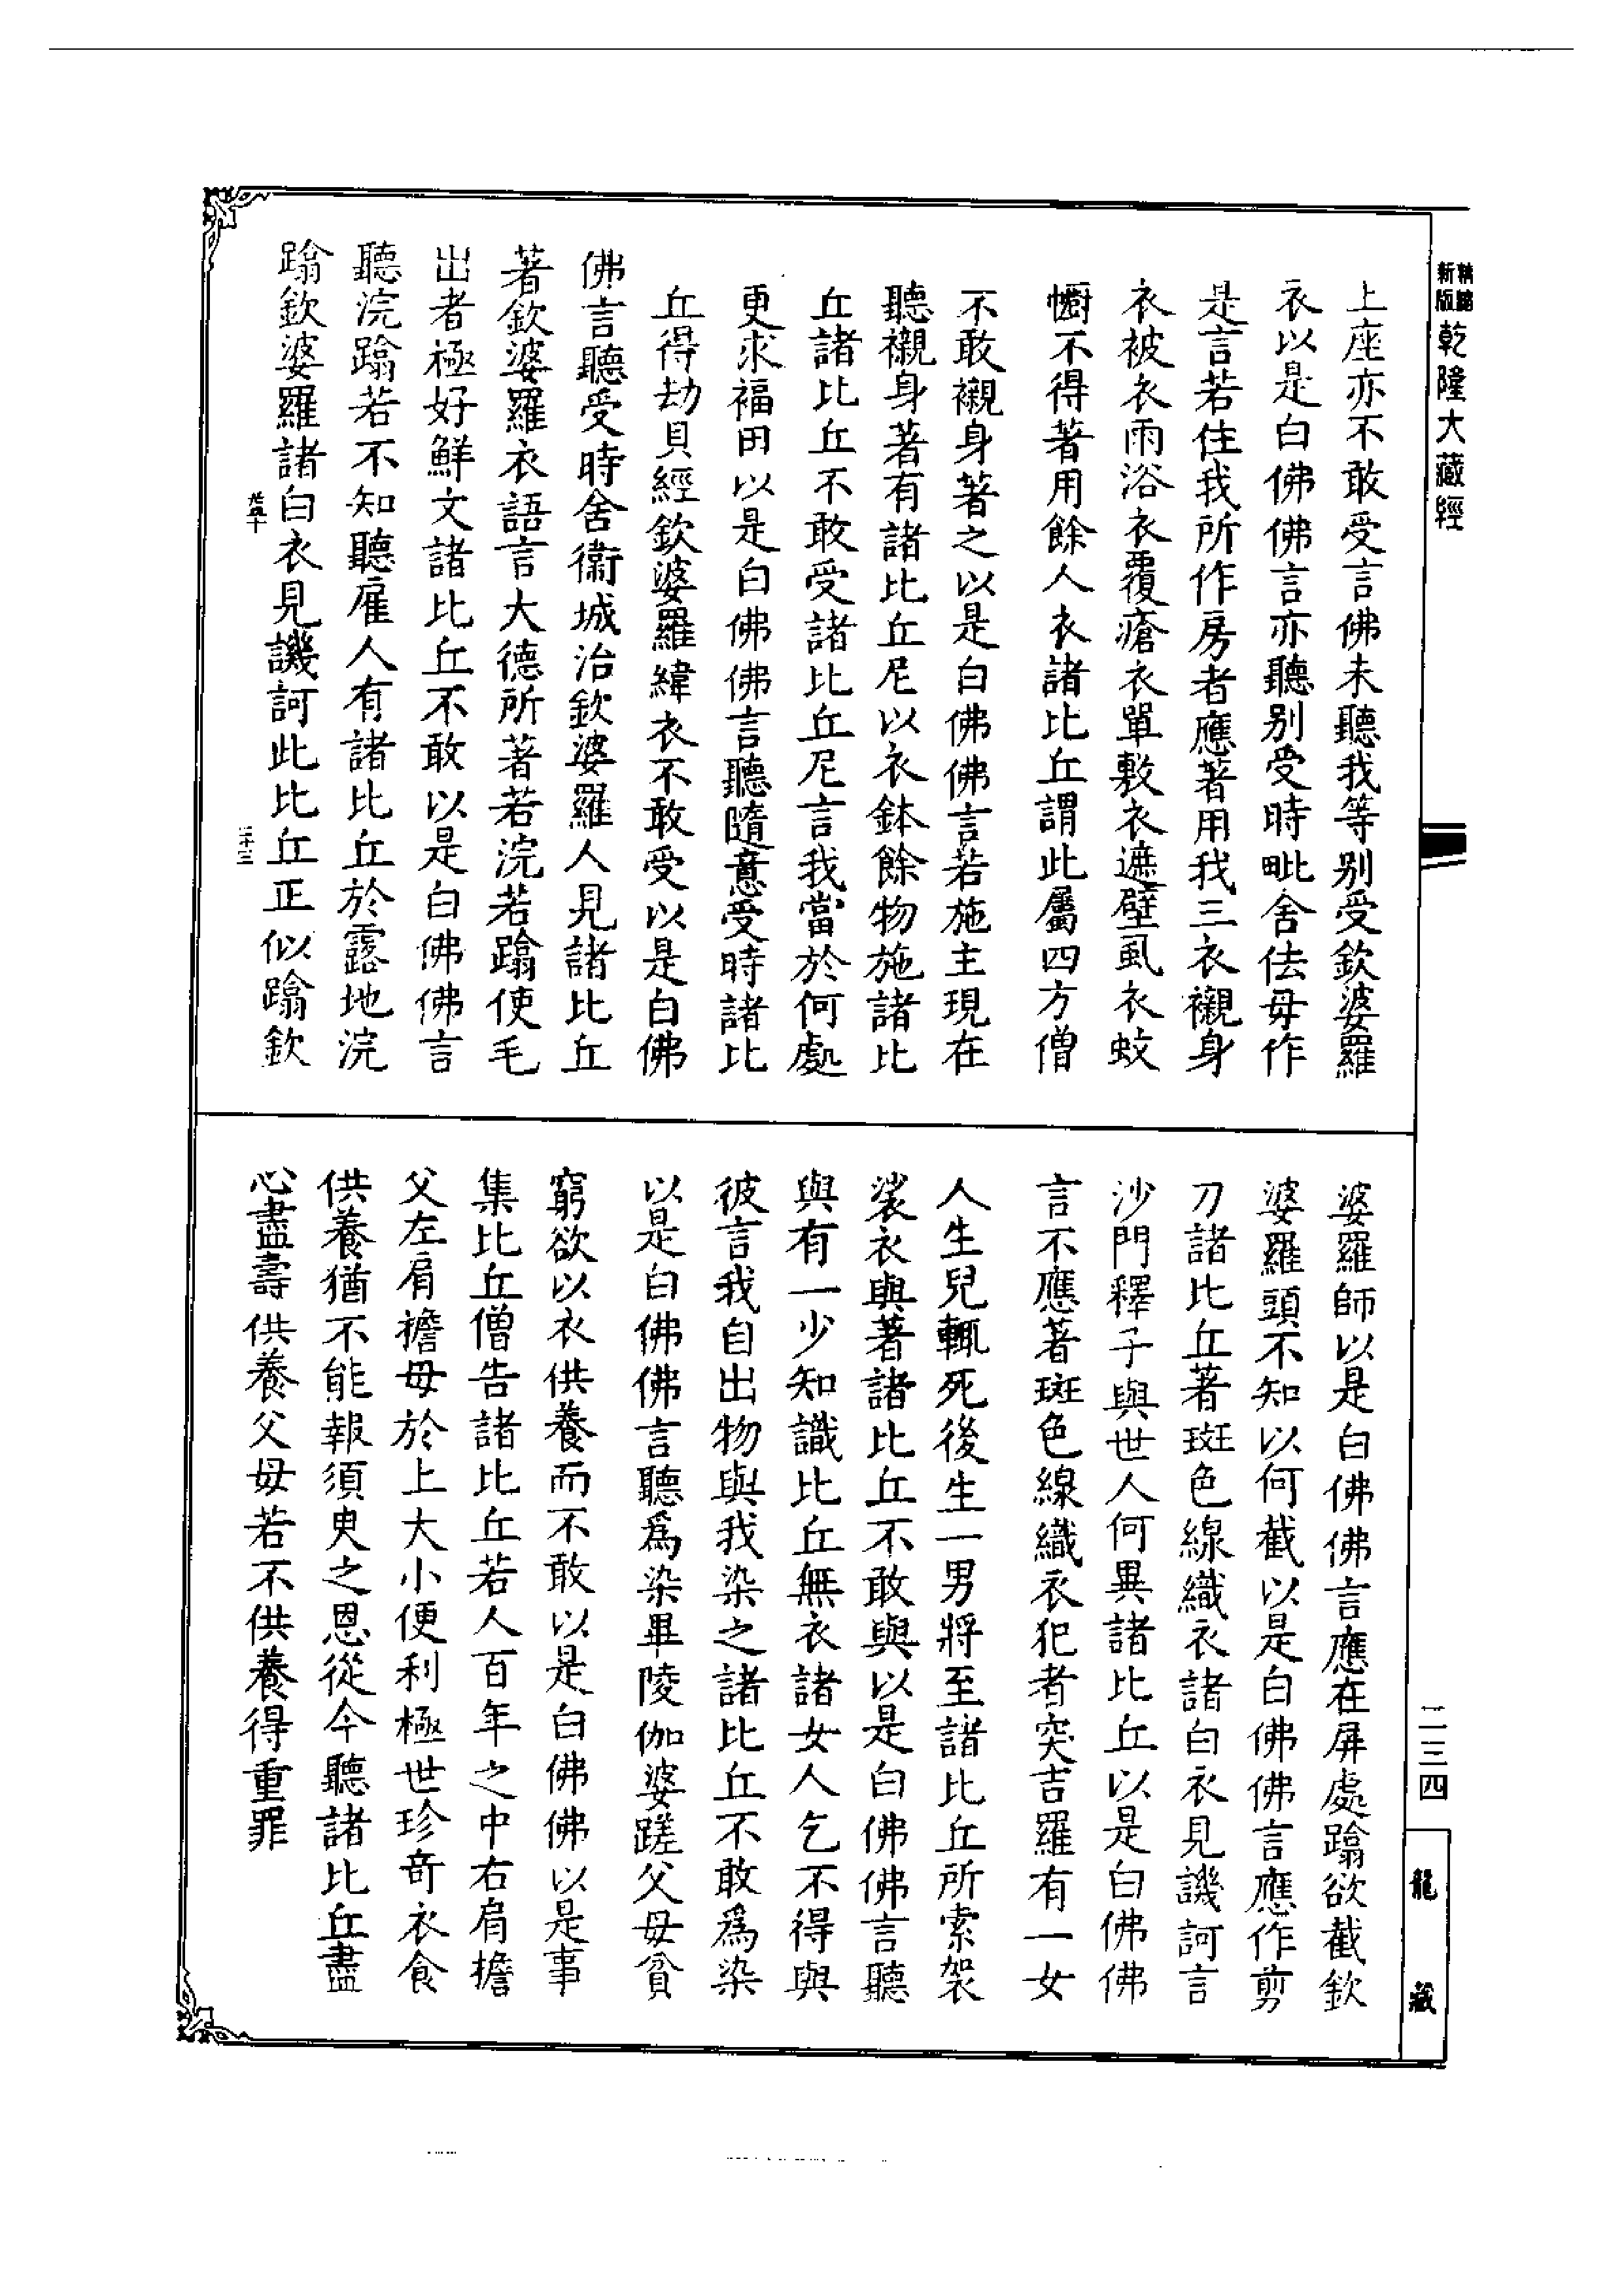 新版精縮乾隆大藏經
上座亦不敢受言佛未聽我等別受欽婆羅
衣以是白佛佛言亦聽別受時毗舍佉母作
是言若住我所作房者應著用我三衣襯身
衣被衣雨浴衣覆瘡衣單敷衣遮壁虱衣蚊
㡡不得著用餘人衣諸比丘謂此屬四方僧
不敢襯身著之以是白佛佛言若施主現在
聽襯身著有諸比丘尼以衣鉢餘物施諸比
丘諸比丘不敢受諸比丘尼言我當於何處
更求福田以是白佛佛言聽隨意受時諸比
丘得劫貝經欽婆羅緯衣不敢受以是白佛
佛言聽受時舍衞城治欽婆羅人見諸比丘
著欽婆羅衣語言大德所著若浣若蹹使毛
出者極好鮮文諸比丘不敢以是白佛佛言
聽浣蹹若不知聽雇人有諸比丘於露地浣
蹹欽婆羅諸白衣見譏訶此比丘正似蹹欽
婆羅師以是白佛佛言應在屏處蹹欲截欽
婆羅頭不知以何截以是白佛佛言應作剪
刀諸比丘著斑色線織衣諸白衣見譏訶言
沙門釋子與世人何異諸比丘以是白佛佛
言不應著斑色線織衣犯者突吉羅有一女
人生兒輒死後生一男將至諸比丘所索袈
裟衣與著諸比丘不敢與以是白佛佛言聽
與有一少知識比丘無衣諸女人乞不得與
彼言我自出物與我染之諸比丘不敢爲染
以是白佛佛言聽爲染畢陵伽婆蹉父母貧
窮欲以衣供養而不敢以是白佛佛以是事
集比丘僧告諸比丘若人百年之中右肩擔
父左肩擔母於上大小便利極世珍奇衣食
供養猶不能報須臾之恩從今聽諸比丘盡
心盡壽供養父母若不供養得重罪
二三四
龍藏